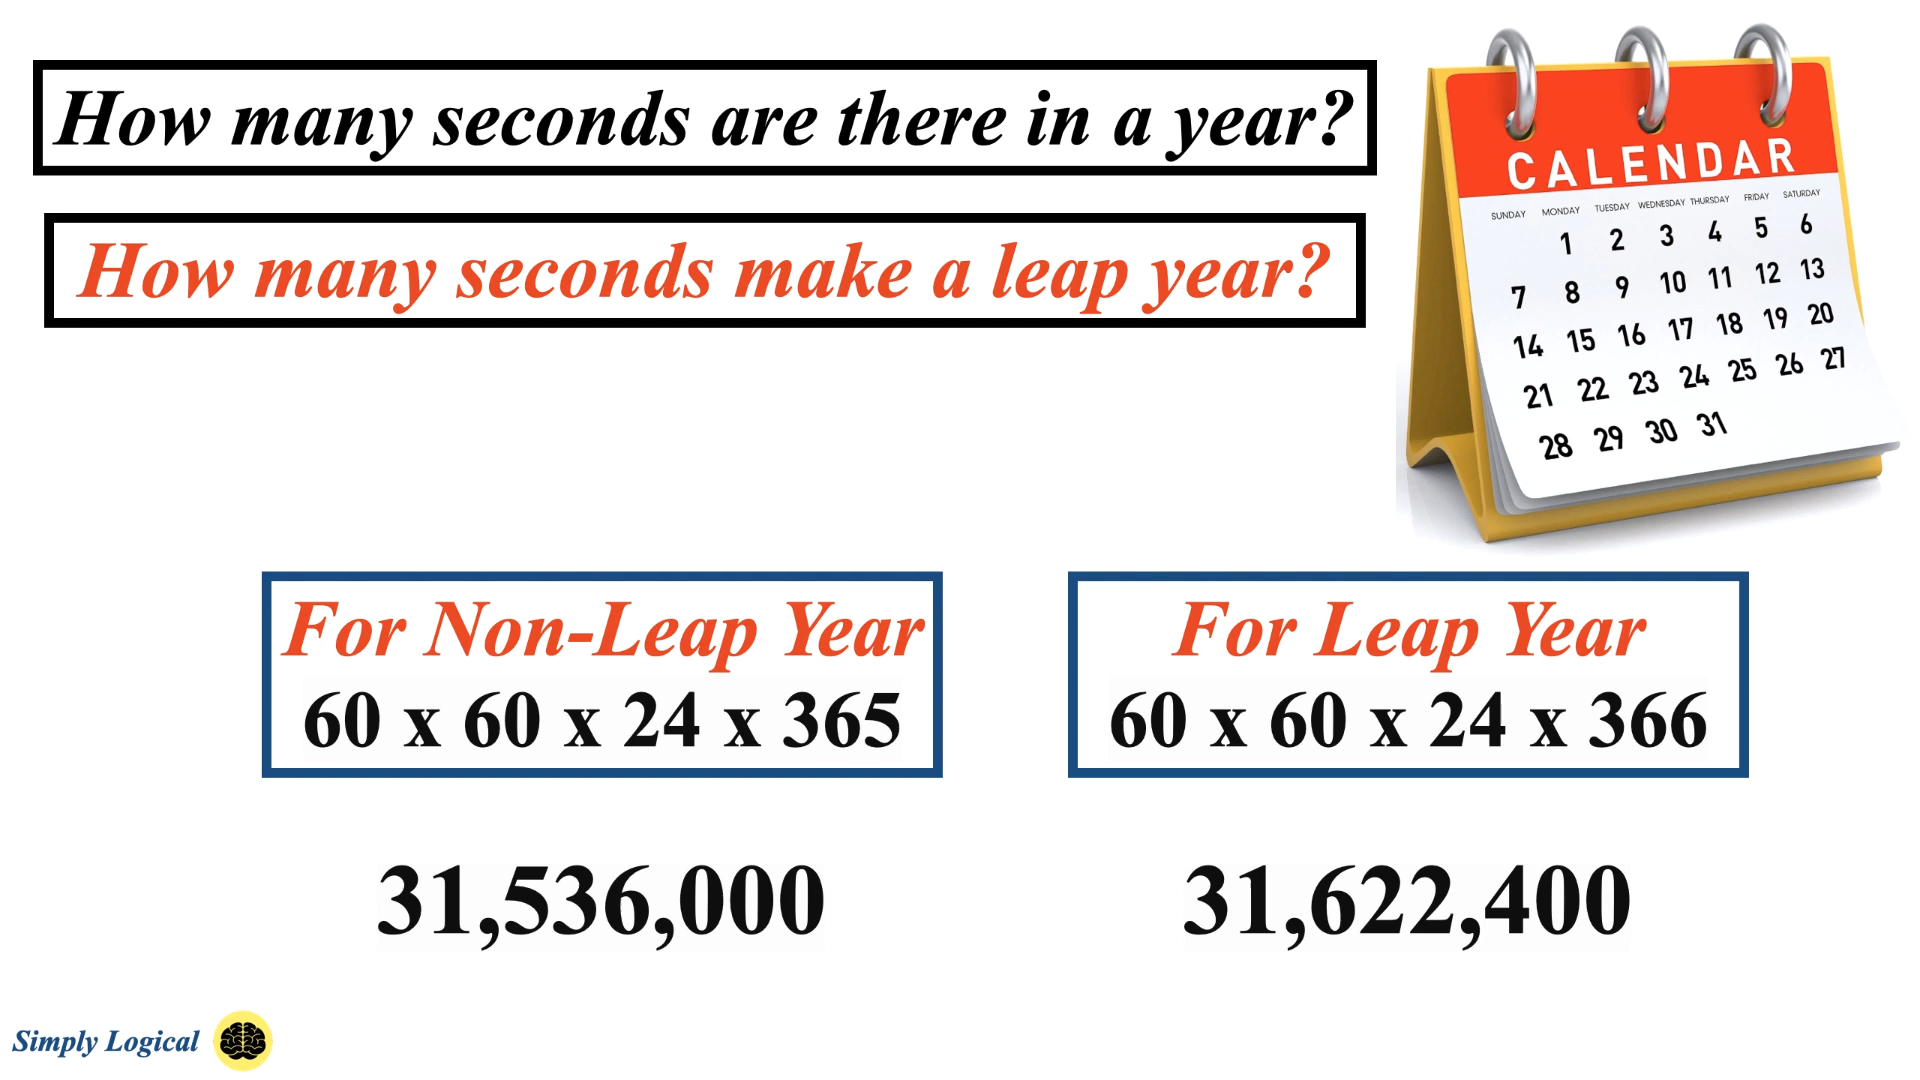 How many seconds are there in a year?
How many seconds make a leap year?
CALENDAR
SUNDAY MONDAY TUESDAY WEDNESDAY THURSDAY FRIDAY SATURDAY
1 2 3 4 5 6
7 8 9 10 11 12 13
14 15 16 17 18 19 20
21 22 23 24 25 26 27
28 29 30 31
For Non-Leap Year
60 x 60 x 24 x 365
31,536,000
For Leap Year
60 x 60 x 24 x 366
31,622,400
Simply Logical